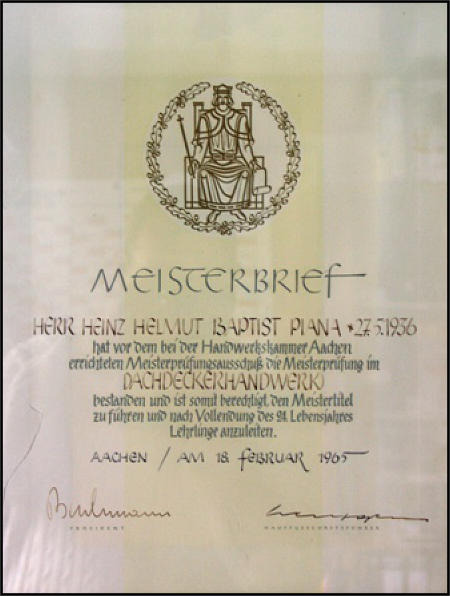 MEISTERBRIEF
HERR HEINZ HELMUT BAPTIST PIANA *27.5.1936
hat vor dem bei der Handwerkskammer Aachen
errichteten Meisterprüfungsausschuß die Meisterprüfung im
DACHDECKERHANDWERK
bestanden und ist somit berechtigt, den Meistertitel
zu führen und nach Vollendung des 24. Lebensjahres
Lehrlinge anzuleiten.
AACHEN / AM 18 FEBRUAR 1965
PRÄSIDENT HAUPTGESCHÄFTSFÜHRER